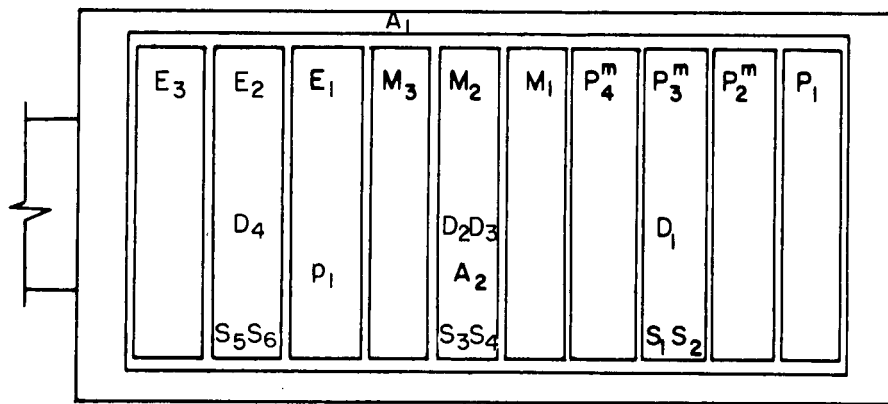 A₁
E₃ E₂ E₁ M₃ M₂ M₁ P₄ᵐ P₃ᵐ P₂ᵐ P₁
D₄ D₂D₃ D₁
p₁ A₂
S₅S₆ S₃S₄ S₁S₂